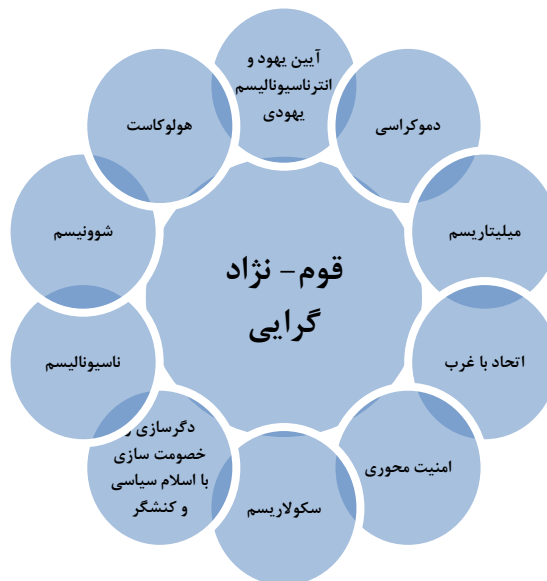 آیین یهود و
انترناسیونالیسم
یهودی
دموکراسی
میلیتاریسم
اتحاد با غرب
امنیت محوری
سکولاریسم
دگرسازی و
خصومت سازی
با اسلام سیاسی
و کنشگر
ناسیونالیسم
شوونیسم
هولوکاست
قوم- نژاد
گرایی